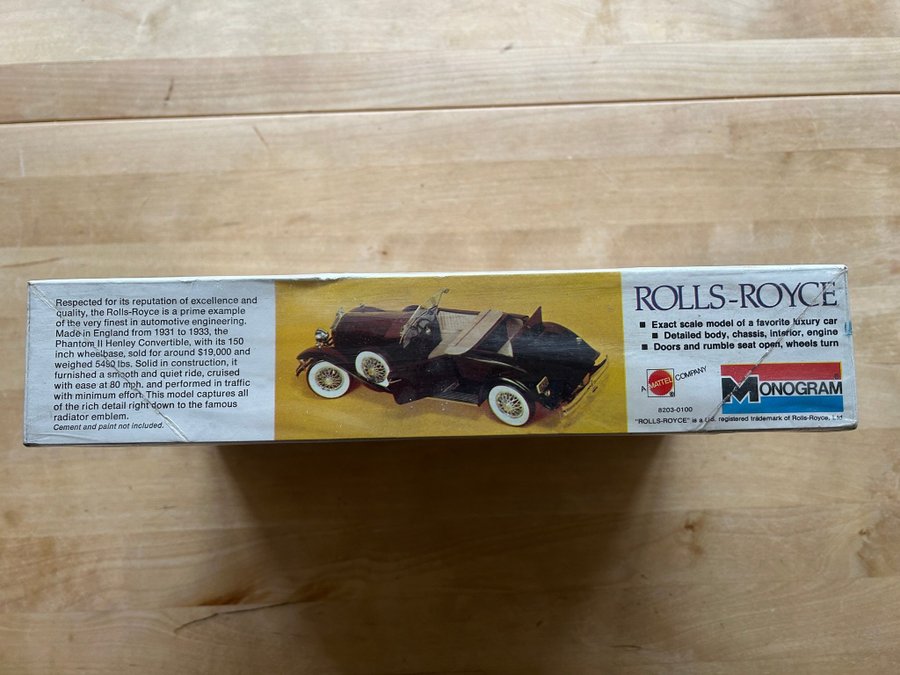 Respected for its reputation of excellence and
quality, the Rolls-Royce is a prime example
of the very finest in automotive engineering.
Made in England from 1931 to 1933, the
Phantom II Henley Convertible, with its 150
inch wheelbase, sold for around $19,000 and
weighed 5490 lbs. Solid in construction, it
furnished a smooth and quiet ride, cruised
with ease at 80 mph, and performed in traffic
with minimum effort. This model captures all
of the rich detail right down to the famous
radiator emblem.
Cement and paint not included.
ROLLS-ROYCE
■ Exact scale model of a favorite luxury car
■ Detailed body, chassis, interior, engine
■ Doors and rumble seat open, wheels turn
A MATTEL COMPANY
MONOGRAM
8203-0100
"ROLLS-ROYCE" is a registered trademark of Rolls-Royce, Ltd